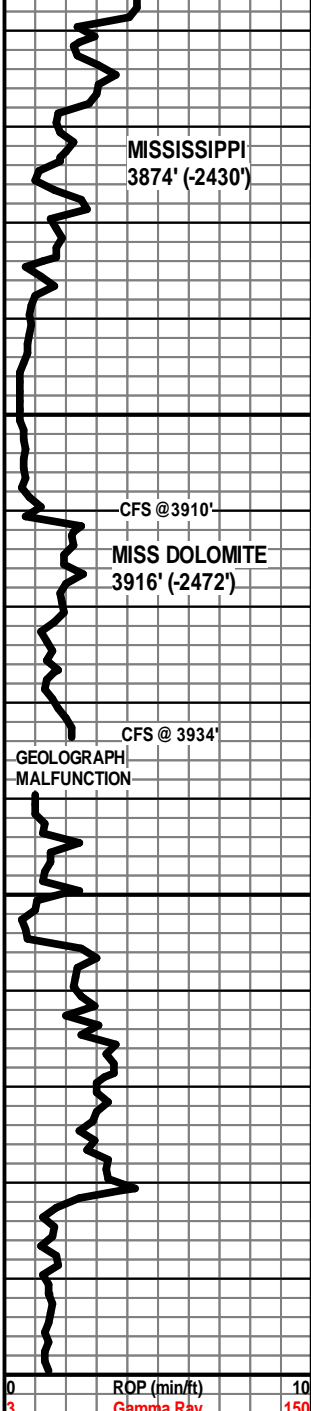 MISSISSIPPI
3874' (-2430')
CFS @3910'
MISS DOLOMITE
3916' (-2472')
CFS @ 3934'
GEOLOGRAPH
MALFUNCTION
0 ROP (min/ft) 10
3 Gamma Ray 150